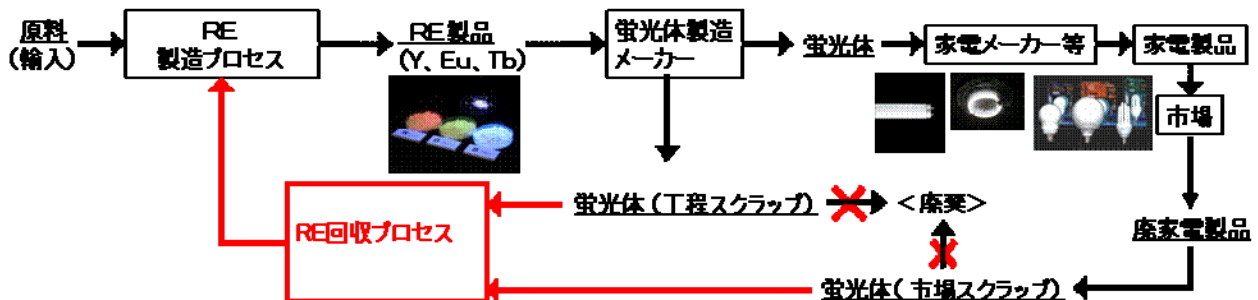 原料
(輸入)
RE
製造プロセス
RE製品
(Y、Eu、Tb)
蛍光体製造
メーカー
蛍光体
家電メーカー等
家電製品
市場
蛍光体(工程スクラップ)
<廃棄>
RE回収プロセス
廃家電製品
蛍光体(市場スクラップ)